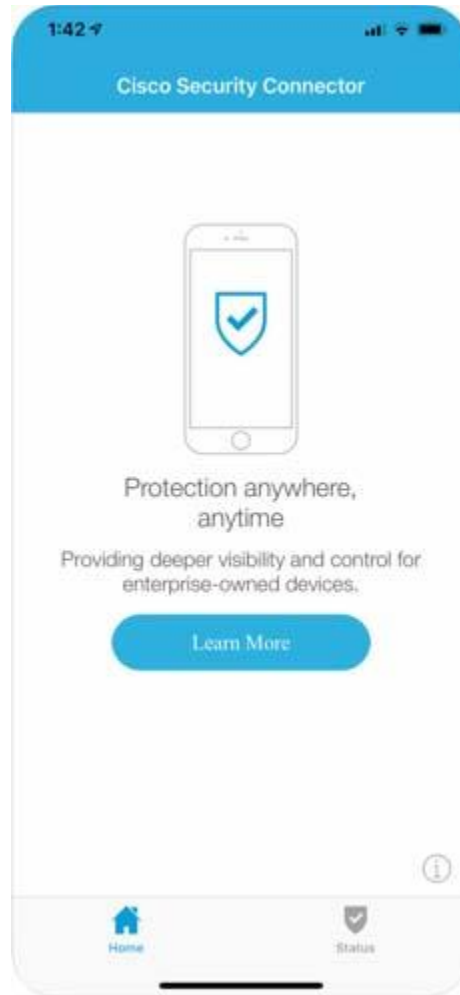 1:42
Cisco Security Connector
Protection anywhere,
anytime
Providing deeper visibility and control for
enterprise-owned devices.
Learn More
Home
Status